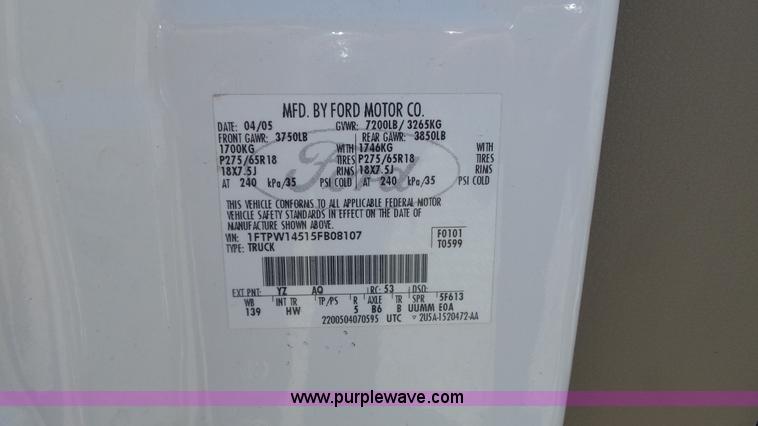 MFD. BY FORD MOTOR CO.
DATE: 04/05 GVWR: 7200LB/ 3265KG
FRONT GAWR: 3750LB REAR GAWR: 3850LB
1700KG WITH 1746KG WITH
P275/65R18 TIRES P275/65R18 TIRES
18X7.5J RIMS 18X7.5J RIMS
AT 240 kPa/35 PSI COLD AT 240 kPa/35 PSI COLD
Ford
THIS VEHICLE CONFORMS TO ALL APPLICABLE FEDERAL MOTOR
VEHICLE SAFETY STANDARDS IN EFFECT ON THE DATE OF
MANUFACTURE SHOWN ABOVE.
VIN: 1FTPW14515FB08107 F0101
TYPE: TRUCK T0599
EXT PNT: YZ AQ RC: 53 DSO:
WB INT TR TP/PS R AXLE TR SPR 5F613
139 HW 5 B6 B UUMM E0A
2200504070595 UTC 2U5A-1520472-AA
www.purplewave.com